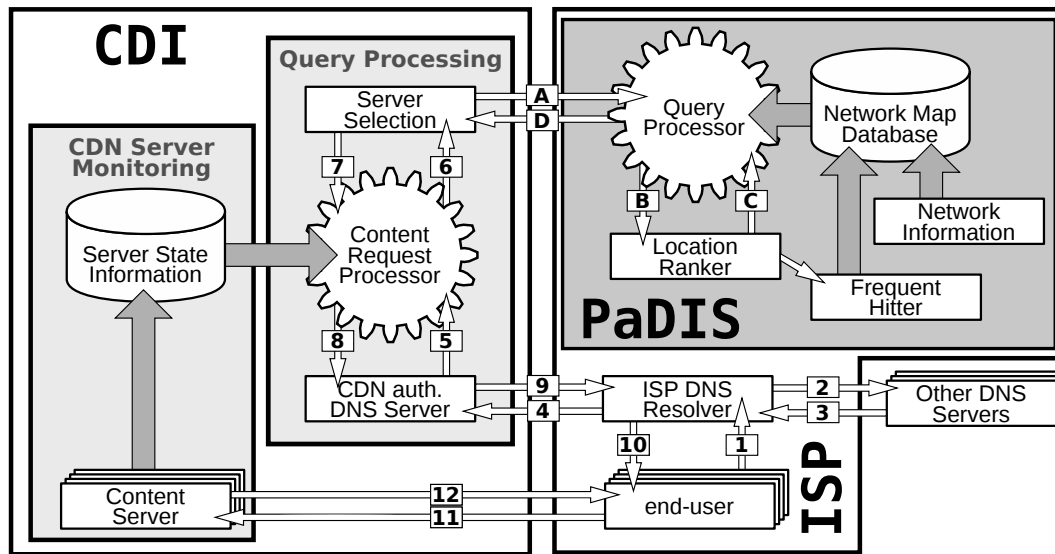 CDI
Query Processing
Server
Selection
A
D
Query
Processor
Network Map
Database
CDN Server
Monitoring
7
6
B
C
Server State
Information
Content
Request
Processor
Location
Ranker
Network
Information
Frequent
Hitter
PaDIS
8
5
CDN auth.
DNS Server
9
4
ISP DNS
Resolver
2
3
Other DNS
Servers
10
1
ISP
Content
Server
12
11
end-user